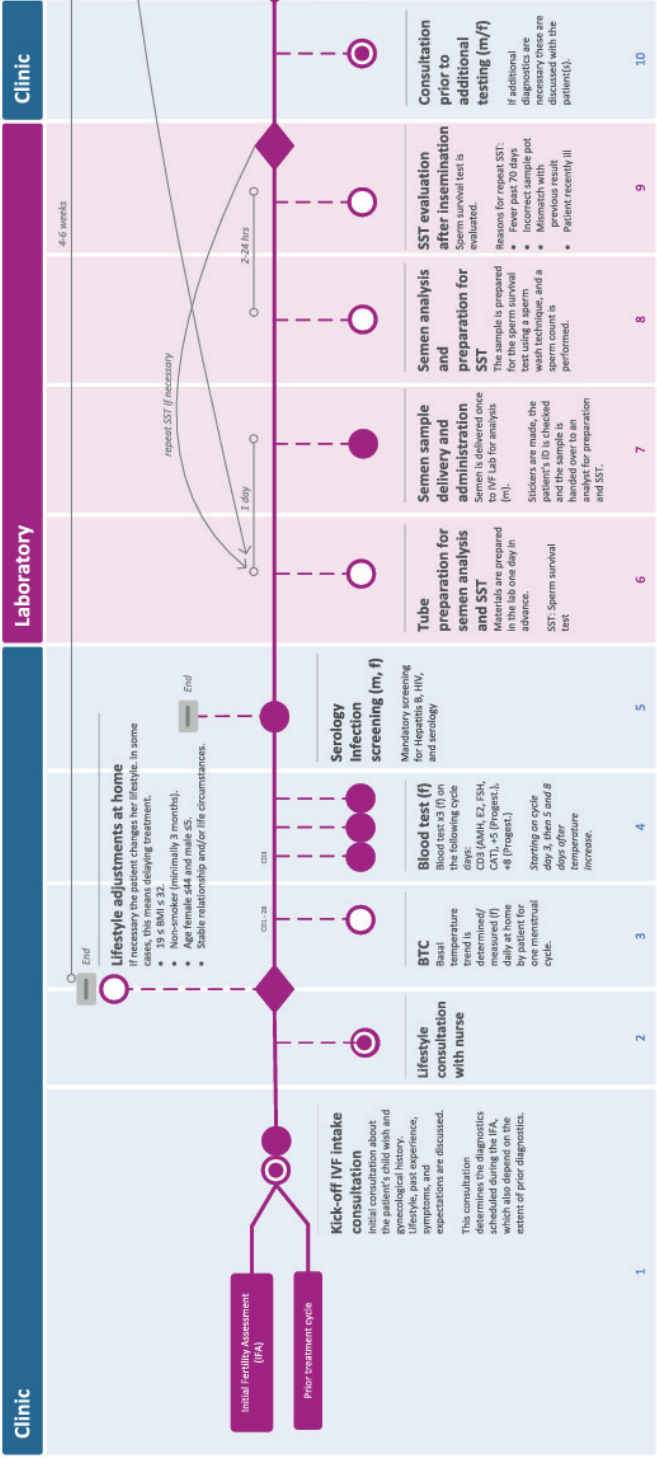 Clinic
Laboratory
Clinic
4-6 weeks
End
Lifestyle adjustments at home
If necessary the patient changes her lifestyle. In some
cases, this means delaying treatment.
• 19 ≤ BMI ≤ 32.
• Non-smoker (minimally 3 months).
• Age female ≤44 and male ≤5.
• Stable relationship and/or life circumstances.
End
repeat SST if necessary
1 day
2-24 hrs
CD1 - 28
CD3
Initial Fertility Assessment
(IFA)
Prior treatment cycle
Kick-off IVF intake
consultation
Initial consultation about
the patient's child wish and
gynecological history.
Lifestyle, past experience,
symptoms, and
expectations are discussed.
This consultation
determines the diagnostics
scheduled during the IFA,
which also depend on the
extent of prior diagnostics.
1
Lifestyle
consultation
with nurse
2
BTC
Basal
temperature
trend is
determined/
measured (f)
daily at home
by patient for
one menstrual
cycle.
3
Blood test (f)
Blood test x3 (f) on
the following cycle
days:
CD3 (AMH, E2, FSH,
CAT), +5 (Progest.),
+8 (Progest.)
Starting on cycle
day 3, then 5 and 8
days after
temperature
increase.
4
Serology
Infection
screening (m, f)
Mandatory screening
for Hepatitis B, HIV,
and serology
5
Tube
preparation for
semen analysis
and SST
Materials are prepared
in the lab one day in
advance.
SST: Sperm survival
test
6
Semen sample
delivery and
administration
Semen is delivered once
to IVF Lab for analysis
(m).
Stickers are made, the
patient's ID is checked
and the sample is
handed over to an
analyst for preparation
and SST.
7
Semen analysis
and
preparation for
SST
The sample is prepared
for the sperm survival
test using a sperm
wash technique, and a
sperm count is
performed.
8
SST evaluation
after insemination
Sperm survival test is
evaluated.
Reasons for repeat SST:
• Fever past 70 days
• Incorrect sample pot
• Mismatch with
previous result
• Patient recently ill
9
Consultation
prior to
additional
testing (m/f)
If additional
diagnostics are
necessary these are
discussed with the
patient(s).
10